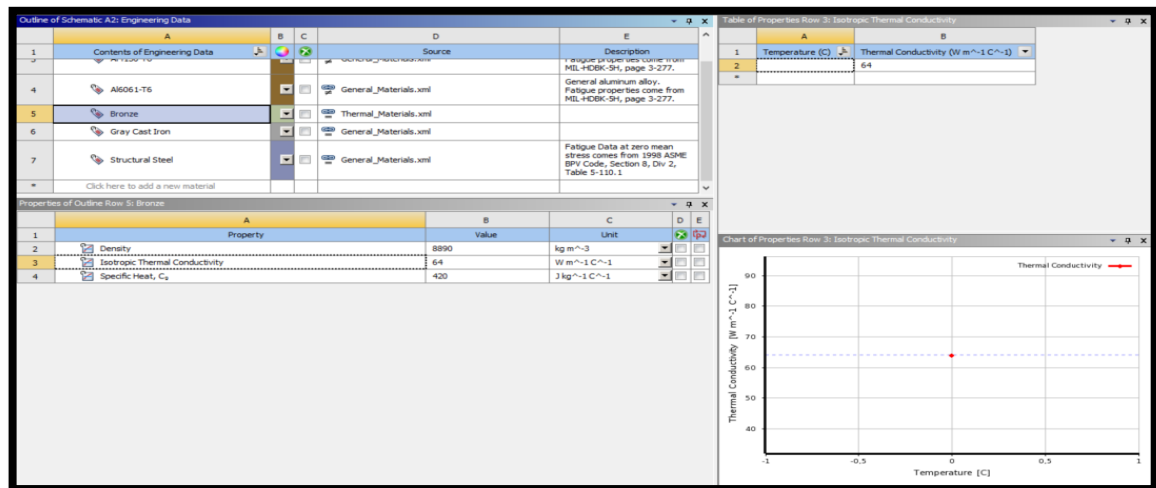 Outline of Schematic A2: Engineering Data
A B C D E
1 Contents of Engineering Data Source Description
MIL-HDBK-5H, page 3-277.
4 Al6061-T6 General_Materials.xml General aluminum alloy. Fatigue properties come from MIL-HDBK-5H, page 3-277.
5 Bronze Thermal_Materials.xml
6 Gray Cast Iron General_Materials.xml
7 Structural Steel General_Materials.xml Fatigue Data at zero mean stress comes from 1998 ASME BPV Code, Section 8, Div 2, Table 5-110.1
* Click here to add a new material
Properties of Outline Row 5: Bronze
A B C D E
1 Property Value Unit
2 Density 8890 kg m^-3
3 Isotropic Thermal Conductivity 64 W m^-1 C^-1
4 Specific Heat, Cₚ 420 J kg^-1 C^-1
Table of Properties Row 3: Isotropic Thermal Conductivity
A B
1 Temperature (C) Thermal Conductivity (W m^-1 C^-1)
2 64
*
Chart of Properties Row 3: Isotropic Thermal Conductivity
Thermal Conductivity
Thermal Conductivity [W m^-1 C^-1]
90
80
70
60
50
40
-1 -0,5 0 0,5 1
Temperature [C]